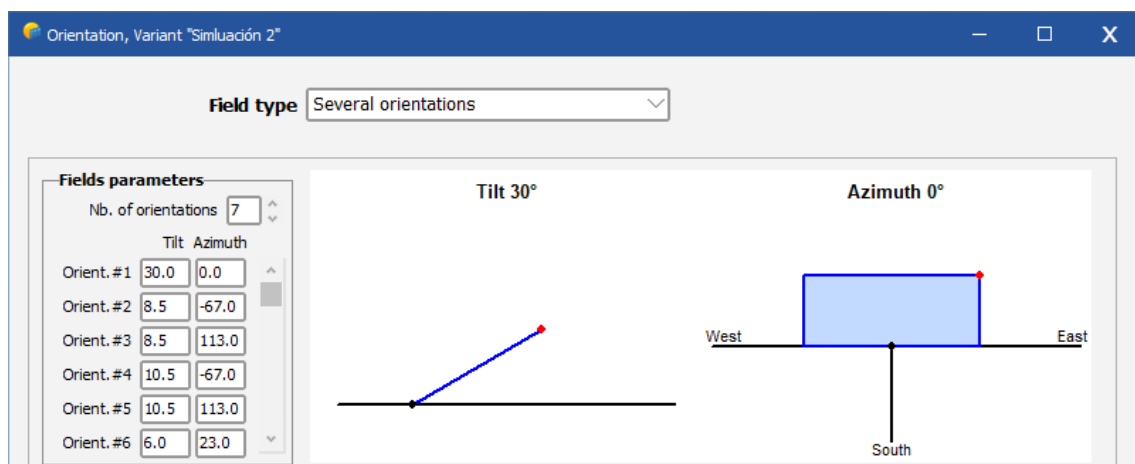 Orientation, Variant "Simluación 2"
Field type Several orientations
Fields parameters
Nb. of orientations 7
Tilt Azimuth
Orient.#1 30.0 0.0
Orient.#2 8.5 -67.0
Orient.#3 8.5 113.0
Orient.#4 10.5 -67.0
Orient.#5 10.5 113.0
Orient.#6 6.0 23.0
Tilt 30°
Azimuth 0°
West
East
South